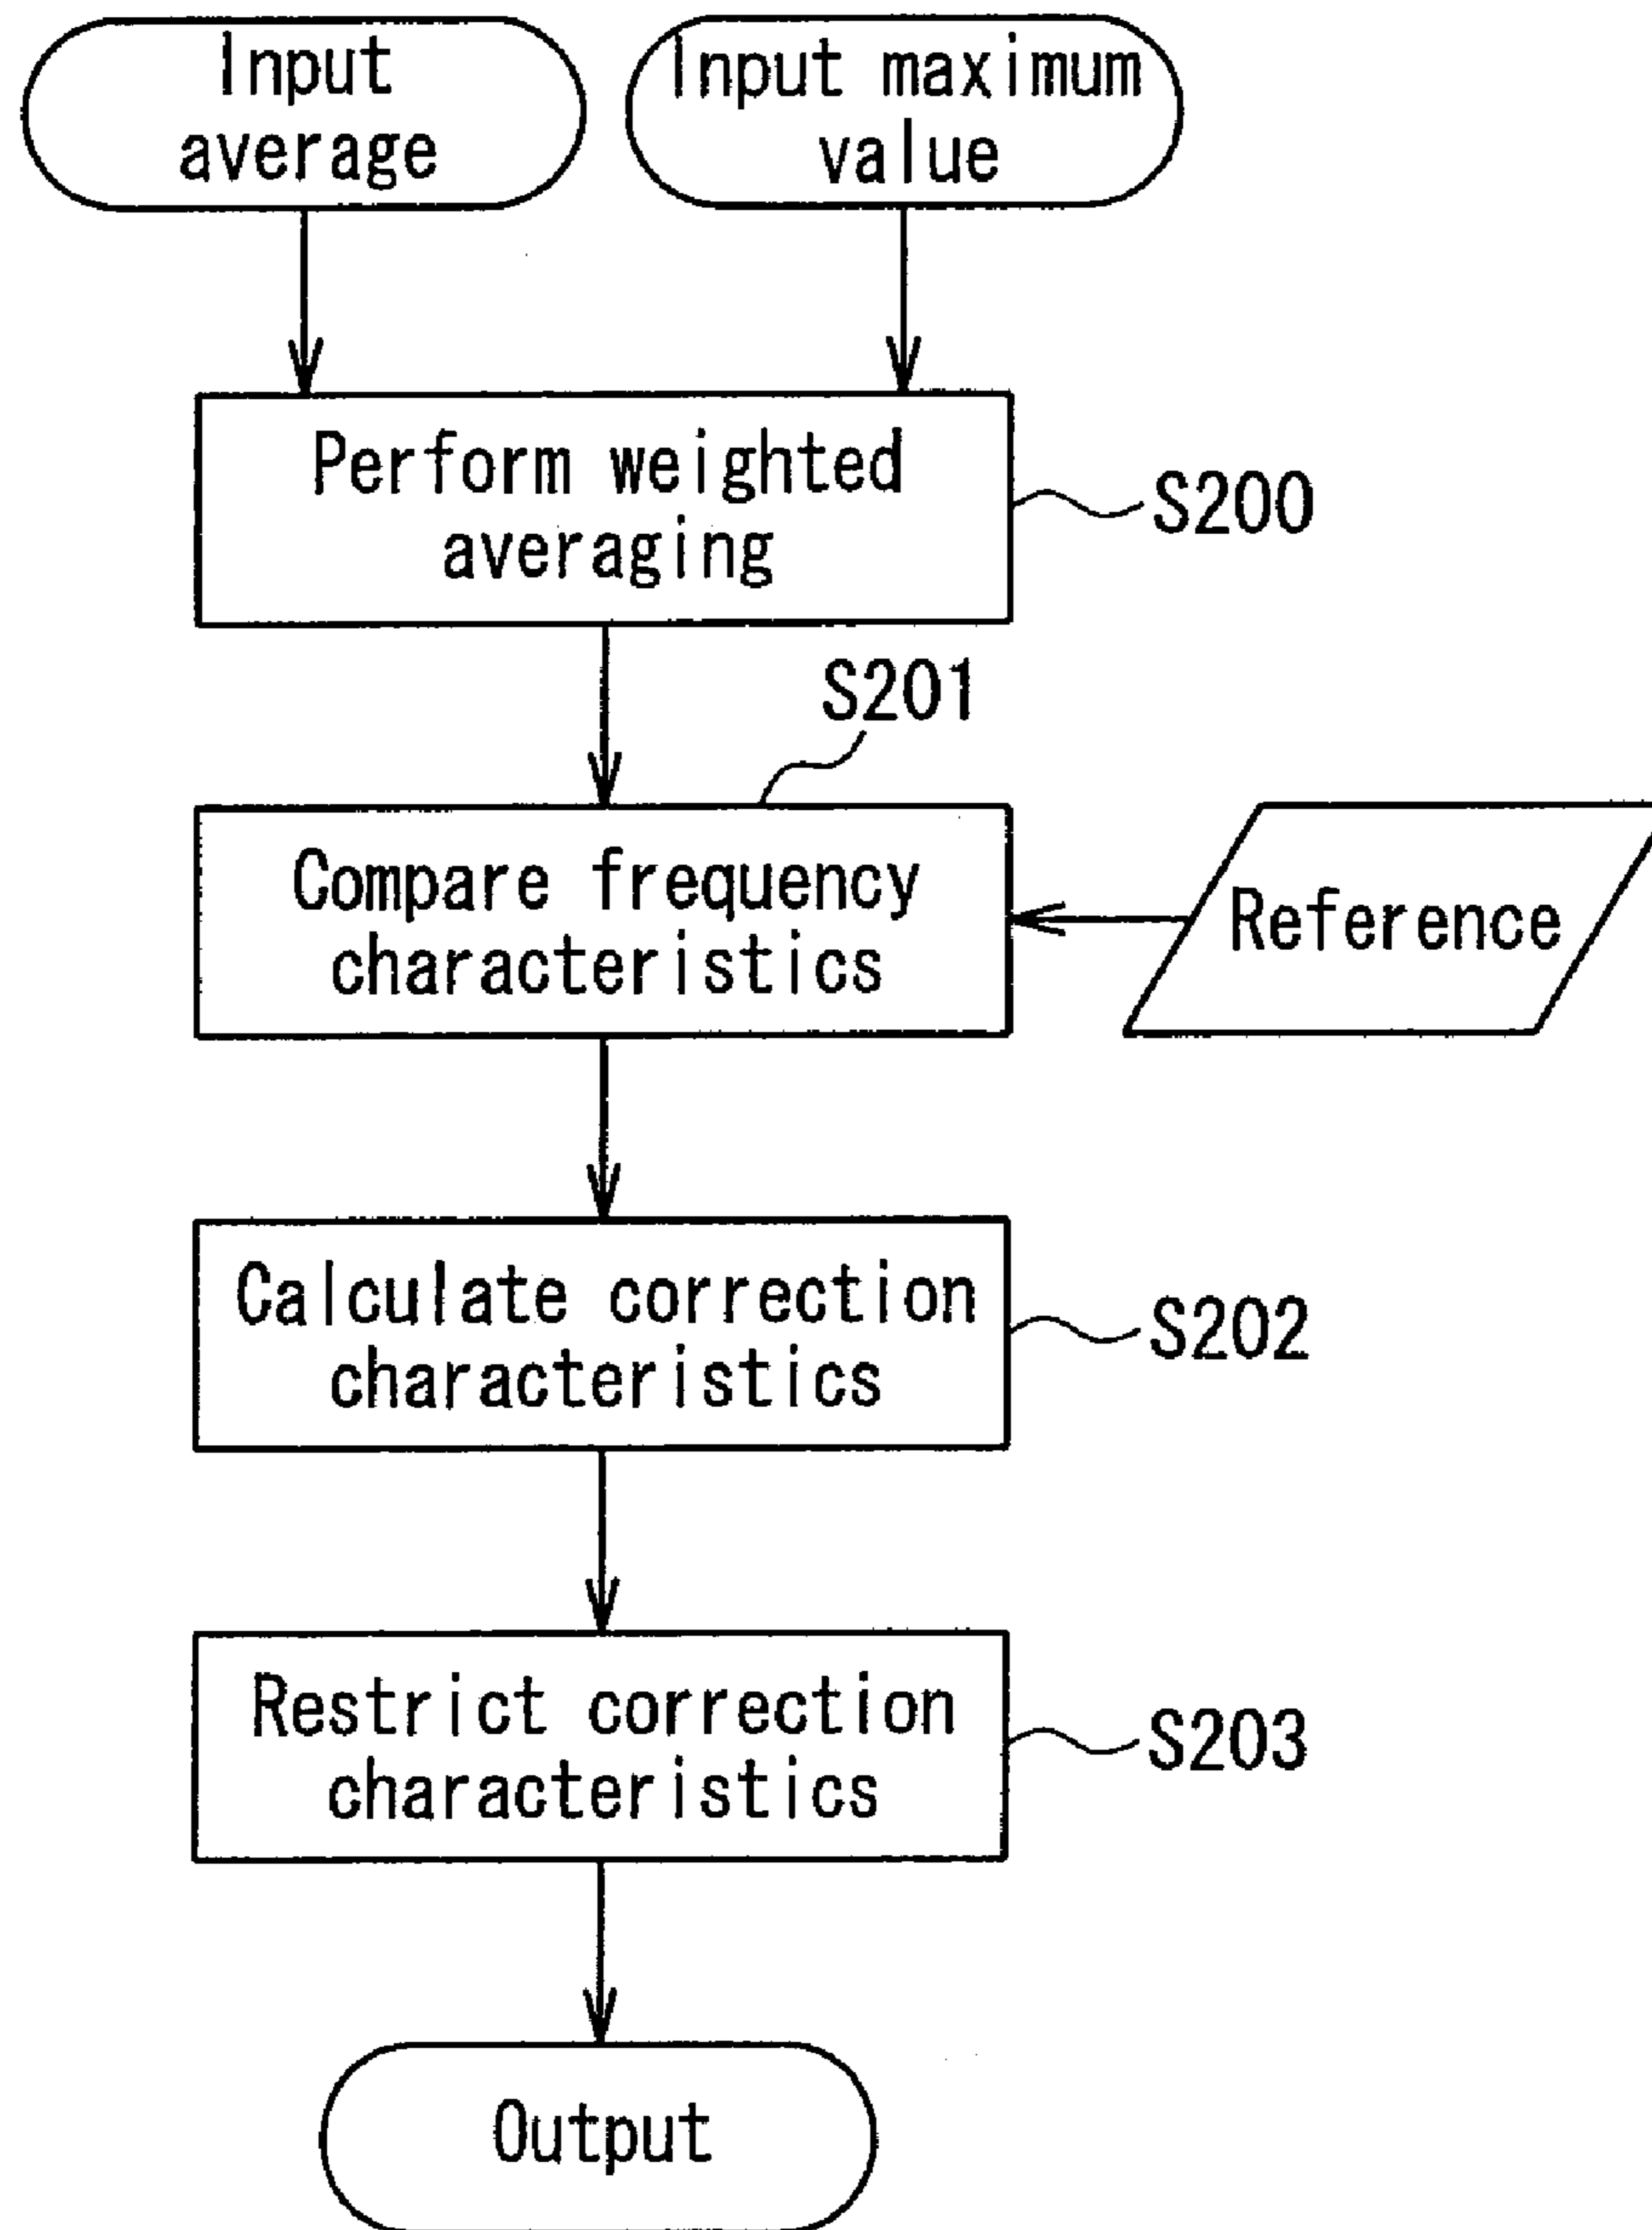 Input
average
Input maximum
value
Perform weighted
averaging
S200
S201
Compare frequency
characteristics
Reference
Calculate correction
characteristics
S202
Restrict correction
characteristics
S203
Output